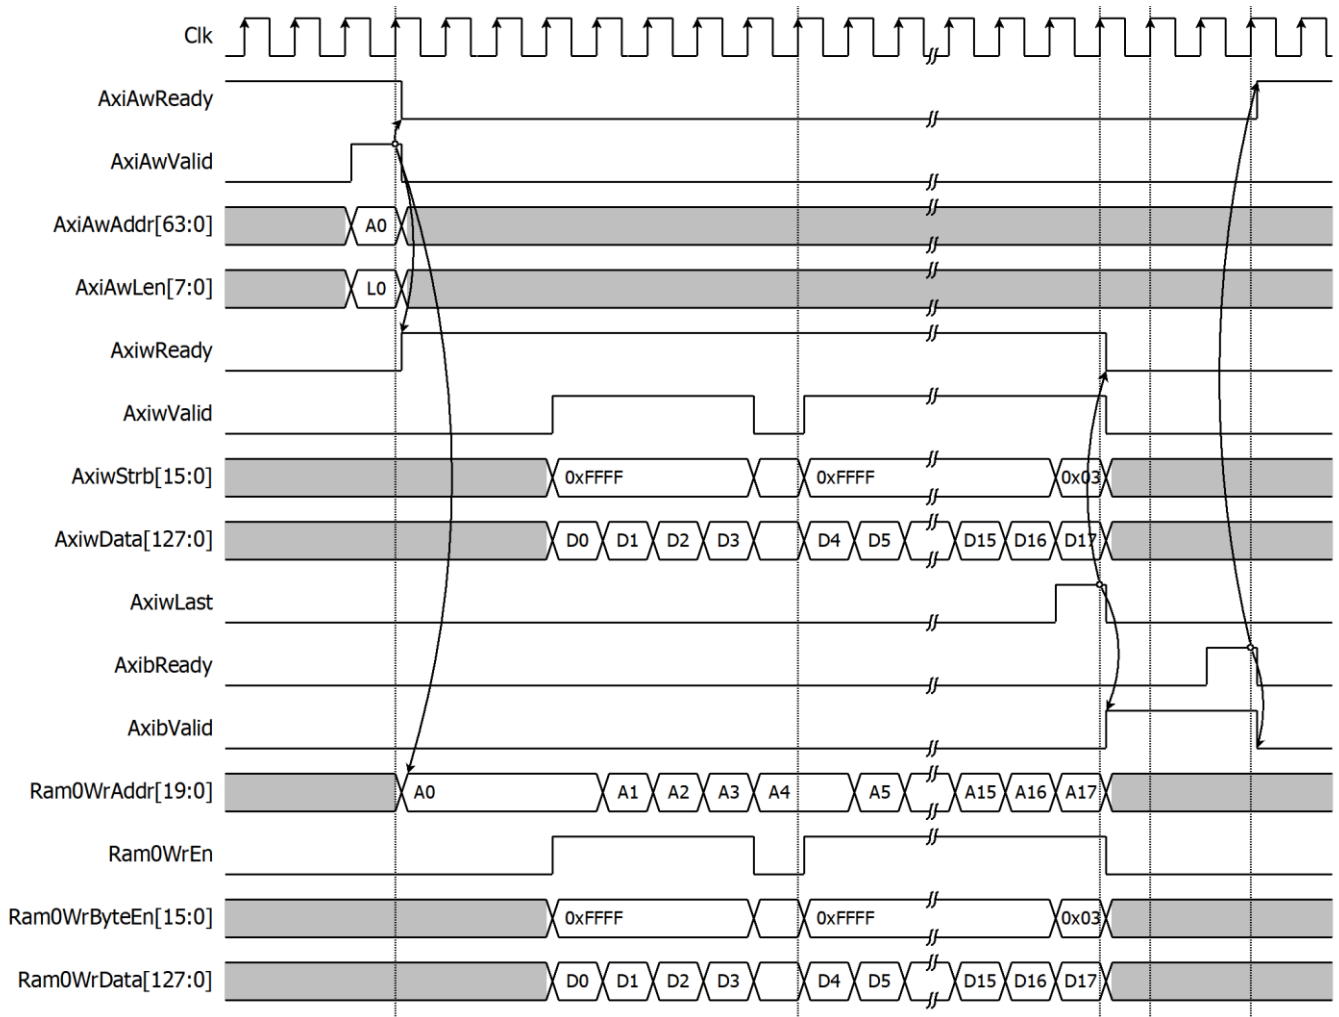 Clk
AxiAwReady
AxiAwValid
AxiAwAddr[63:0] A0
AxiAwLen[7:0] L0
AxiwReady
AxiwValid
AxiwStrb[15:0] 0xFFFF 0xFFFF 0x03
AxiwData[127:0] D0 D1 D2 D3 D4 D5 D15 D16 D17
AxiwLast
AxibReady
AxibValid
Ram0WrAddr[19:0] A0 A1 A2 A3 A4 A5 A15 A16 A17
Ram0WrEn
Ram0WrByteEn[15:0] 0xFFFF 0xFFFF 0x03
Ram0WrData[127:0] D0 D1 D2 D3 D4 D5 D15 D16 D17